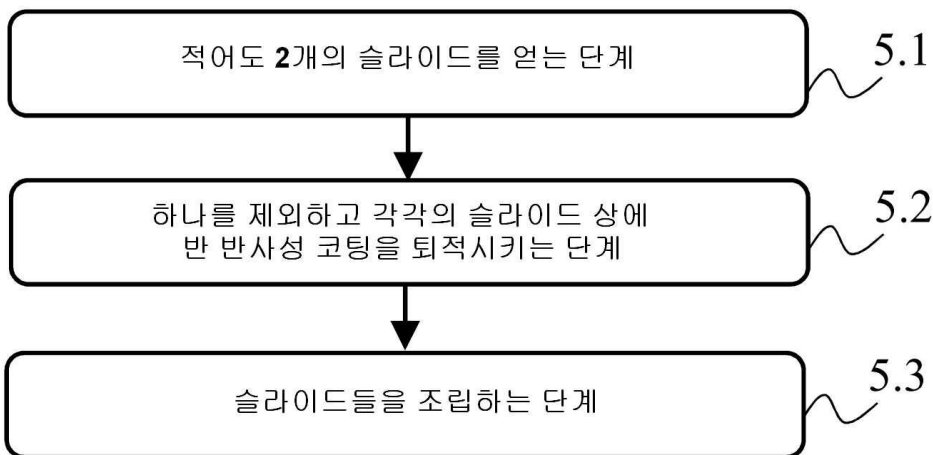 적어도 2개의 슬라이드를 얻는 단계
5.1
하나를 제외하고 각각의 슬라이드 상에
반 반사성 코팅을 퇴적시키는 단계
5.2
슬라이드들을 조립하는 단계
5.3